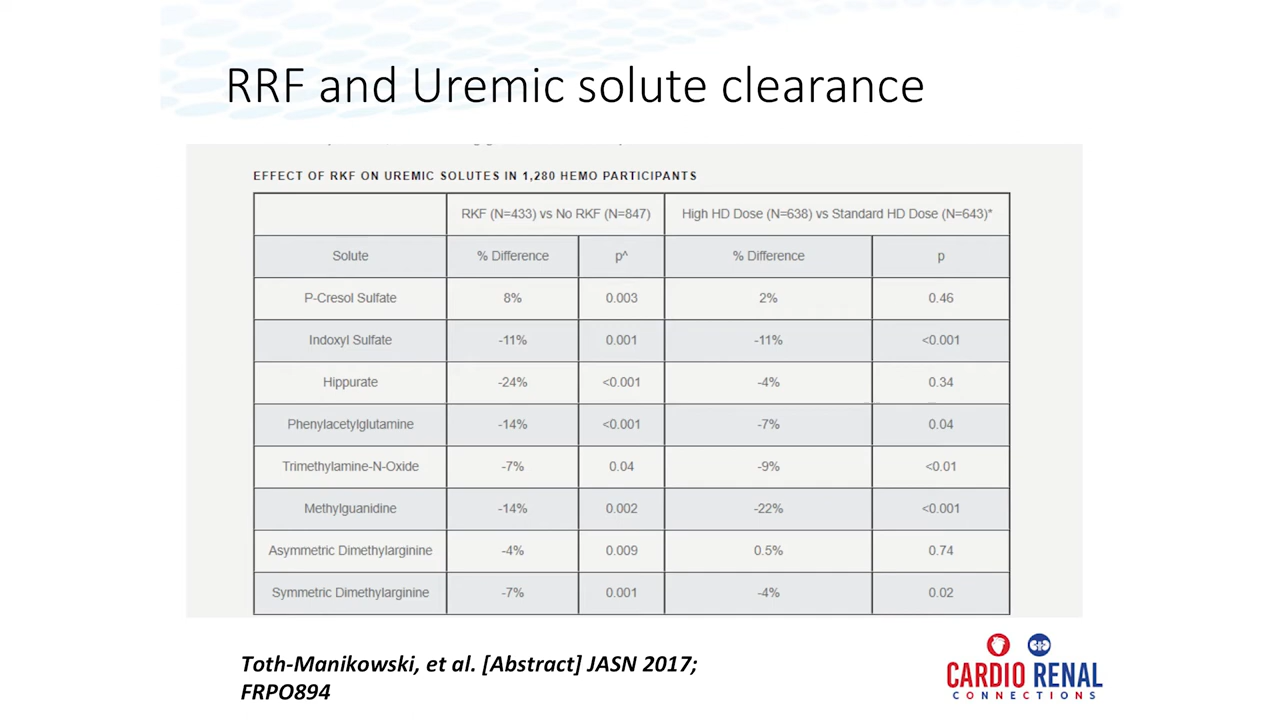 RRF and Uremic solute clearance
EFFECT OF RKF ON UREMIC SOLUTES IN 1,280 HEMO PARTICIPANTS
RKF (N=433) vs No RKF (N=847) High HD Dose (N=638) vs Standard HD Dose (N=643)*
Solute % Difference p^ % Difference p
P-Cresol Sulfate 8% 0.003 2% 0.46
Indoxyl Sulfate -11% 0.001 -11% <0.001
Hippurate -24% <0.001 -4% 0.34
Phenylacetylglutamine -14% <0.001 -7% 0.04
Trimethylamine-N-Oxide -7% 0.04 -9% <0.01
Methylguanidine -14% 0.002 -22% <0.001
Asymmetric Dimethylarginine -4% 0.009 0.5% 0.74
Symmetric Dimethylarginine -7% 0.001 -4% 0.02
Toth-Manikowski, et al. [Abstract] JASN 2017;
FRPO894
CARDIO RENAL
CONNECTIONS